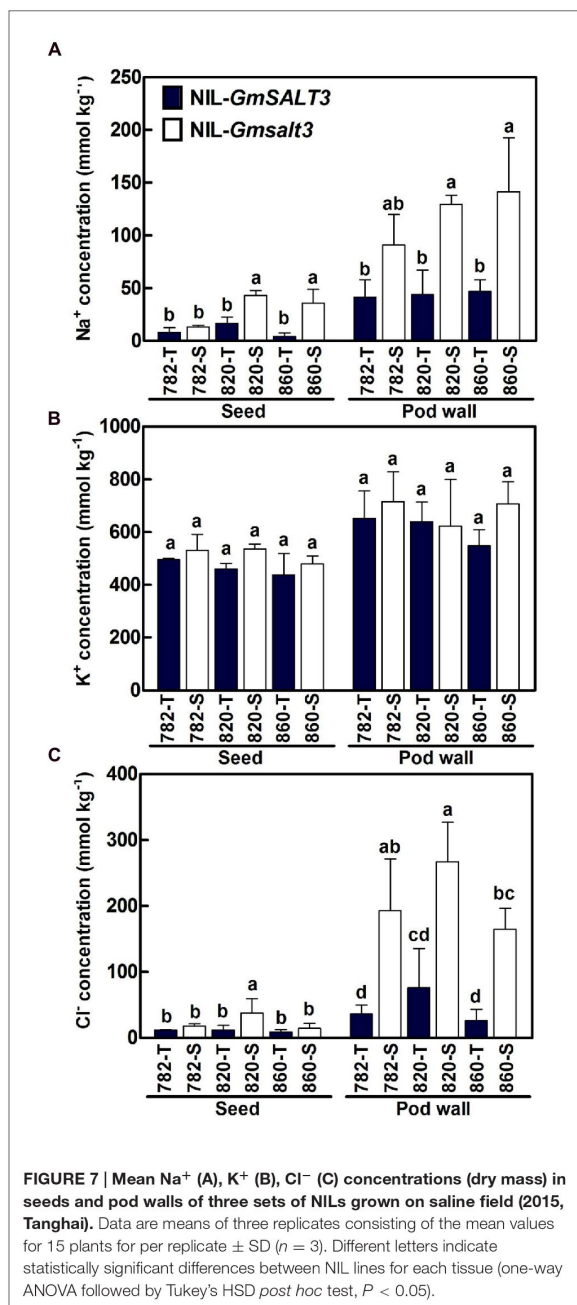 A
Na⁺ concentration (mmol kg⁻¹)
250
200
150
100
50
0
NIL-GmSALT3
NIL-Gmsalt3
b b b a b a b ab b a b a
782-T 782-S 820-T 820-S 860-T 860-S 782-T 782-S 820-T 820-S 860-T 860-S
Seed Pod wall
B
K⁺ concentration (mmol kg⁻¹)
1000
800
600
400
200
0
a a a a a a a a a a a a
782-T 782-S 820-T 820-S 860-T 860-S 782-T 782-S 820-T 820-S 860-T 860-S
Seed Pod wall
C
Cl⁻ concentration (mmol kg⁻¹)
400
300
200
100
0
b b b a b b d ab cd a d bc
782-T 782-S 820-T 820-S 860-T 860-S 782-T 782-S 820-T 820-S 860-T 860-S
Seed Pod wall
FIGURE 7 | Mean Na⁺ (A), K⁺ (B), Cl⁻ (C) concentrations (dry mass) in
seeds and pod walls of three sets of NILs grown on saline field (2015,
Tanghai). Data are means of three replicates consisting of the mean values
for 15 plants for per replicate ± SD (n = 3). Different letters indicate
statistically significant differences between NIL lines for each tissue (one-way
ANOVA followed by Tukey's HSD post hoc test, P < 0.05).